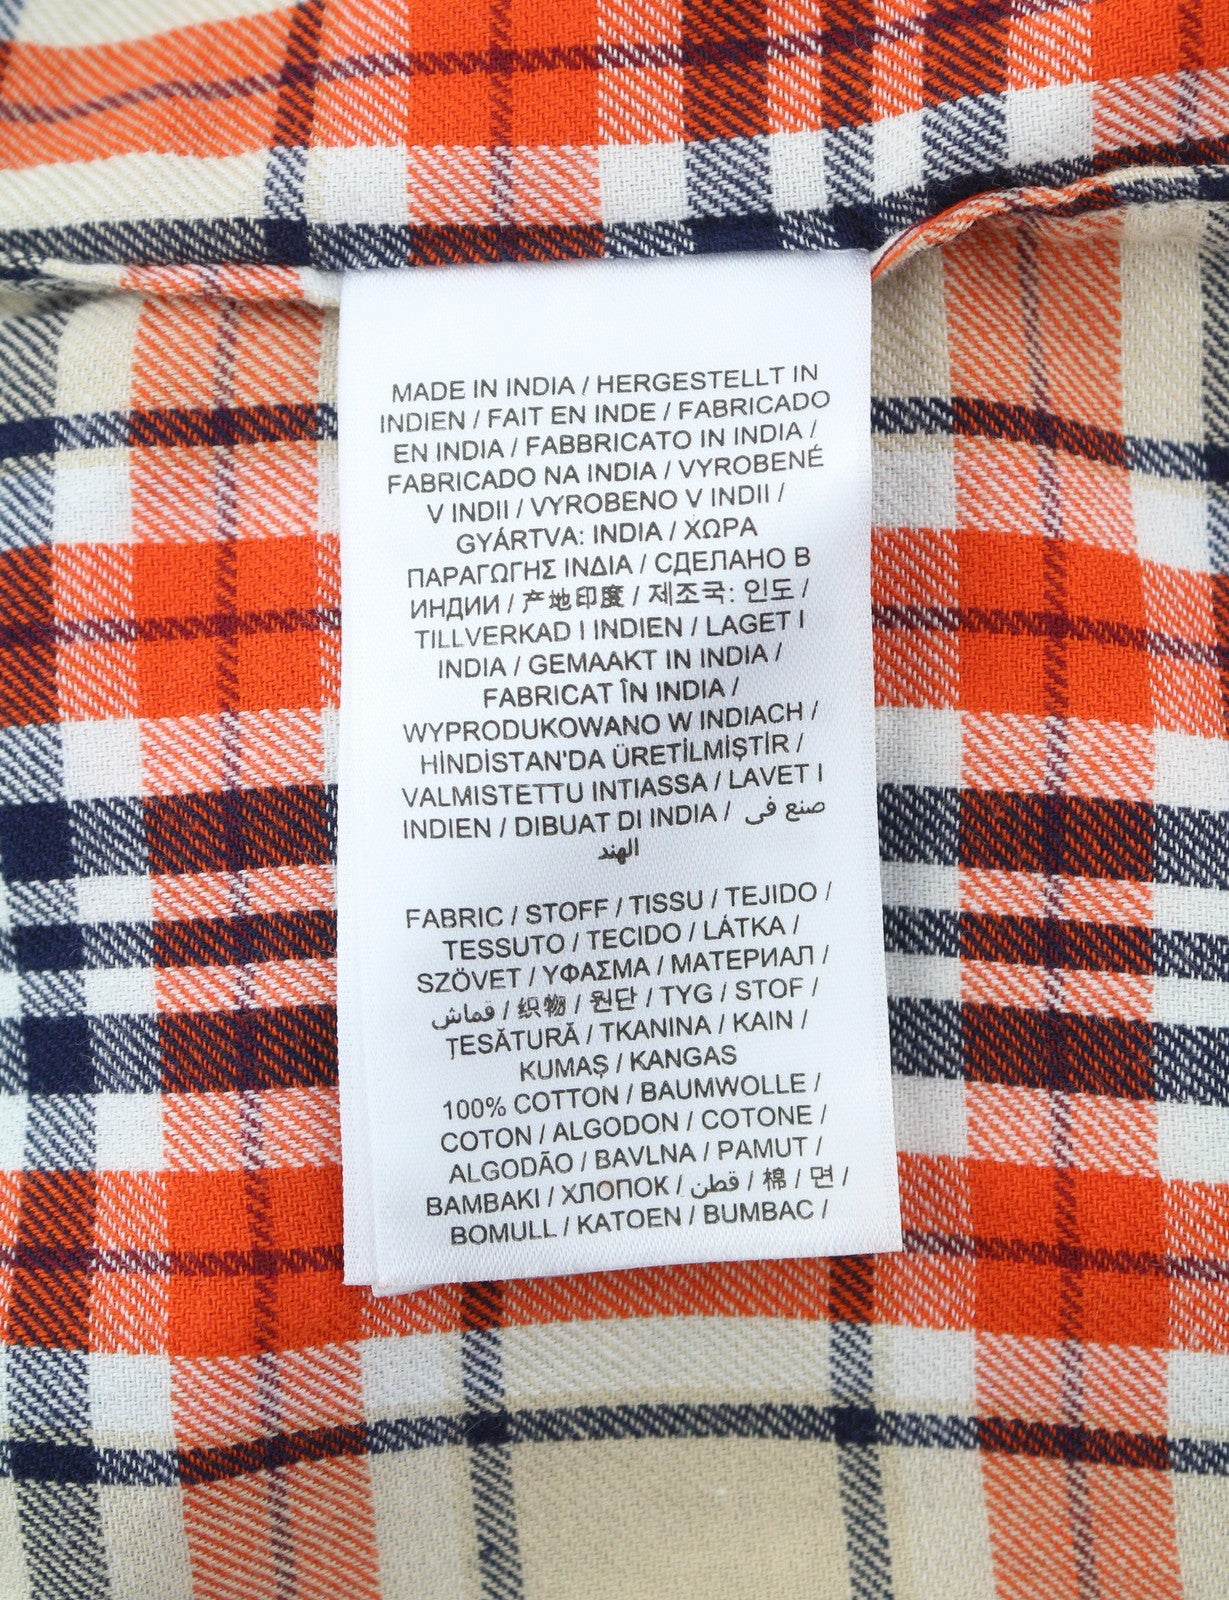 MADE IN INDIA / HERGESTELLT IN
INDIEN / FAIT EN INDE / FABRICADO
EN INDIA / FABBRICATO IN INDIA /
FABRICADO NA INDIA / VYROBENÉ
V INDII / VYROBENO V INDII /
GYÁRTVA: INDIA / ΧΩΡΑ
ΠΑΡΑΓΩΓΗΣ ΙΝΔΙΑ / СДЕЛАНО В
ИНДИИ / 产地印度 / 제조국: 인도 /
TILLVERKAD I INDIEN / LAGET I
INDIA / GEMAAKT IN INDIA /
FABRICAT ÎN INDIA /
WYPRODUKOWANO W INDIACH /
HİNDİSTAN'DA ÜRETİLMİŞTİR /
VALMISTETTU INTIASSA / LAVET I
INDIEN / DIBUAT DI INDIA / صنع في
الهند
FABRIC / STOFF / TISSU / TEJIDO /
TESSUTO / TECIDO / LÁTKA /
SZÖVET / ΥΦΑΣΜΑ / МАТЕРИАЛ /
قماش / 织物 / 원단 / TYG / STOF /
ȚESĂTURĂ / TKANINA / KAIN /
KUMAŞ / KANGAS
100% COTTON / BAUMWOLLE /
COTON / ALGODON / COTONE /
ALGODÃO / BAVLNA / PAMUT /
ΒΑΜΒΑΚΙ / ХЛОПОК / قطن / 棉 / 면 /
BOMULL / KATOEN / BUMBAC /